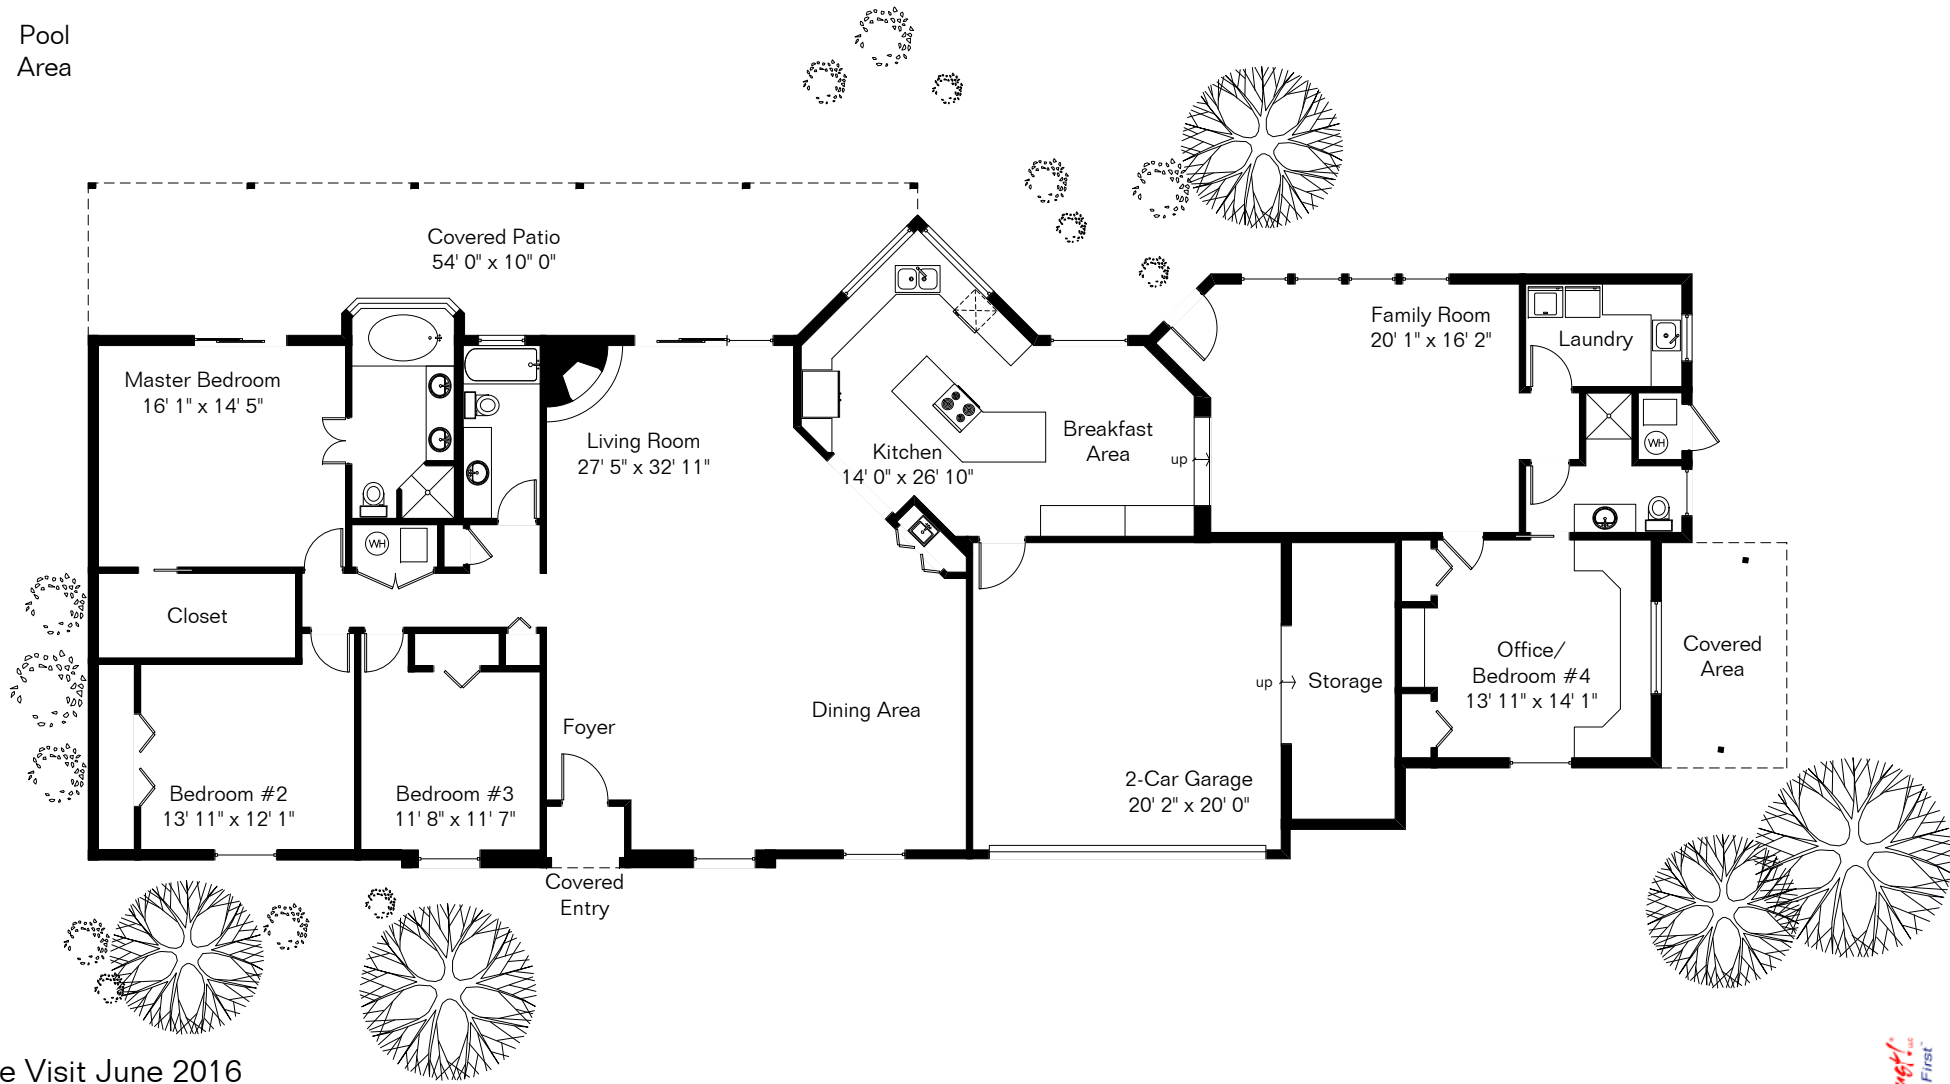 Pool
Area
Covered Patio
54' 0" x 10" 0"
Family Room
20' 1" x 16' 2"
Laundry
Master Bedroom
16' 1" x 14' 5"
Living Room
27' 5" x 32' 11"
Kitchen
14' 0" x 26' 10"
Breakfast
Area
up
WH
WH
Closet
Office/
Bedroom #4
13' 11" x 14' 1"
Covered
Area
up
Storage
Dining Area
Foyer
2-Car Garage
20' 2" x 20' 0"
Bedroom #2
13' 11" x 12' 1"
Bedroom #3
11' 8" x 11' 7"
Covered
Entry
e Visit June 2016
LLC
First